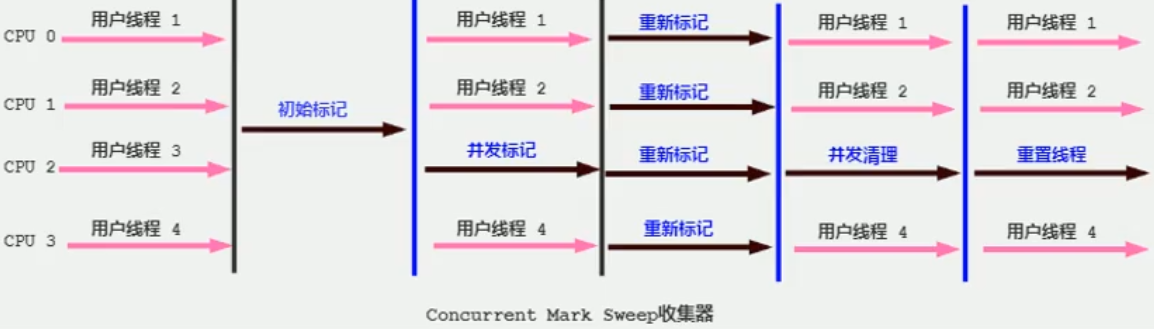 CPU 0 用户线程 1 用户线程 1 重新标记 用户线程 1 用户线程 1
CPU 1 用户线程 2 初始标记 用户线程 2 重新标记 用户线程 2 用户线程 2
CPU 2 用户线程 3 并发标记 重新标记 并发清理 重置线程
CPU 3 用户线程 4 用户线程 4 重新标记 用户线程 4 用户线程 4
Concurrent Mark Sweep收集器